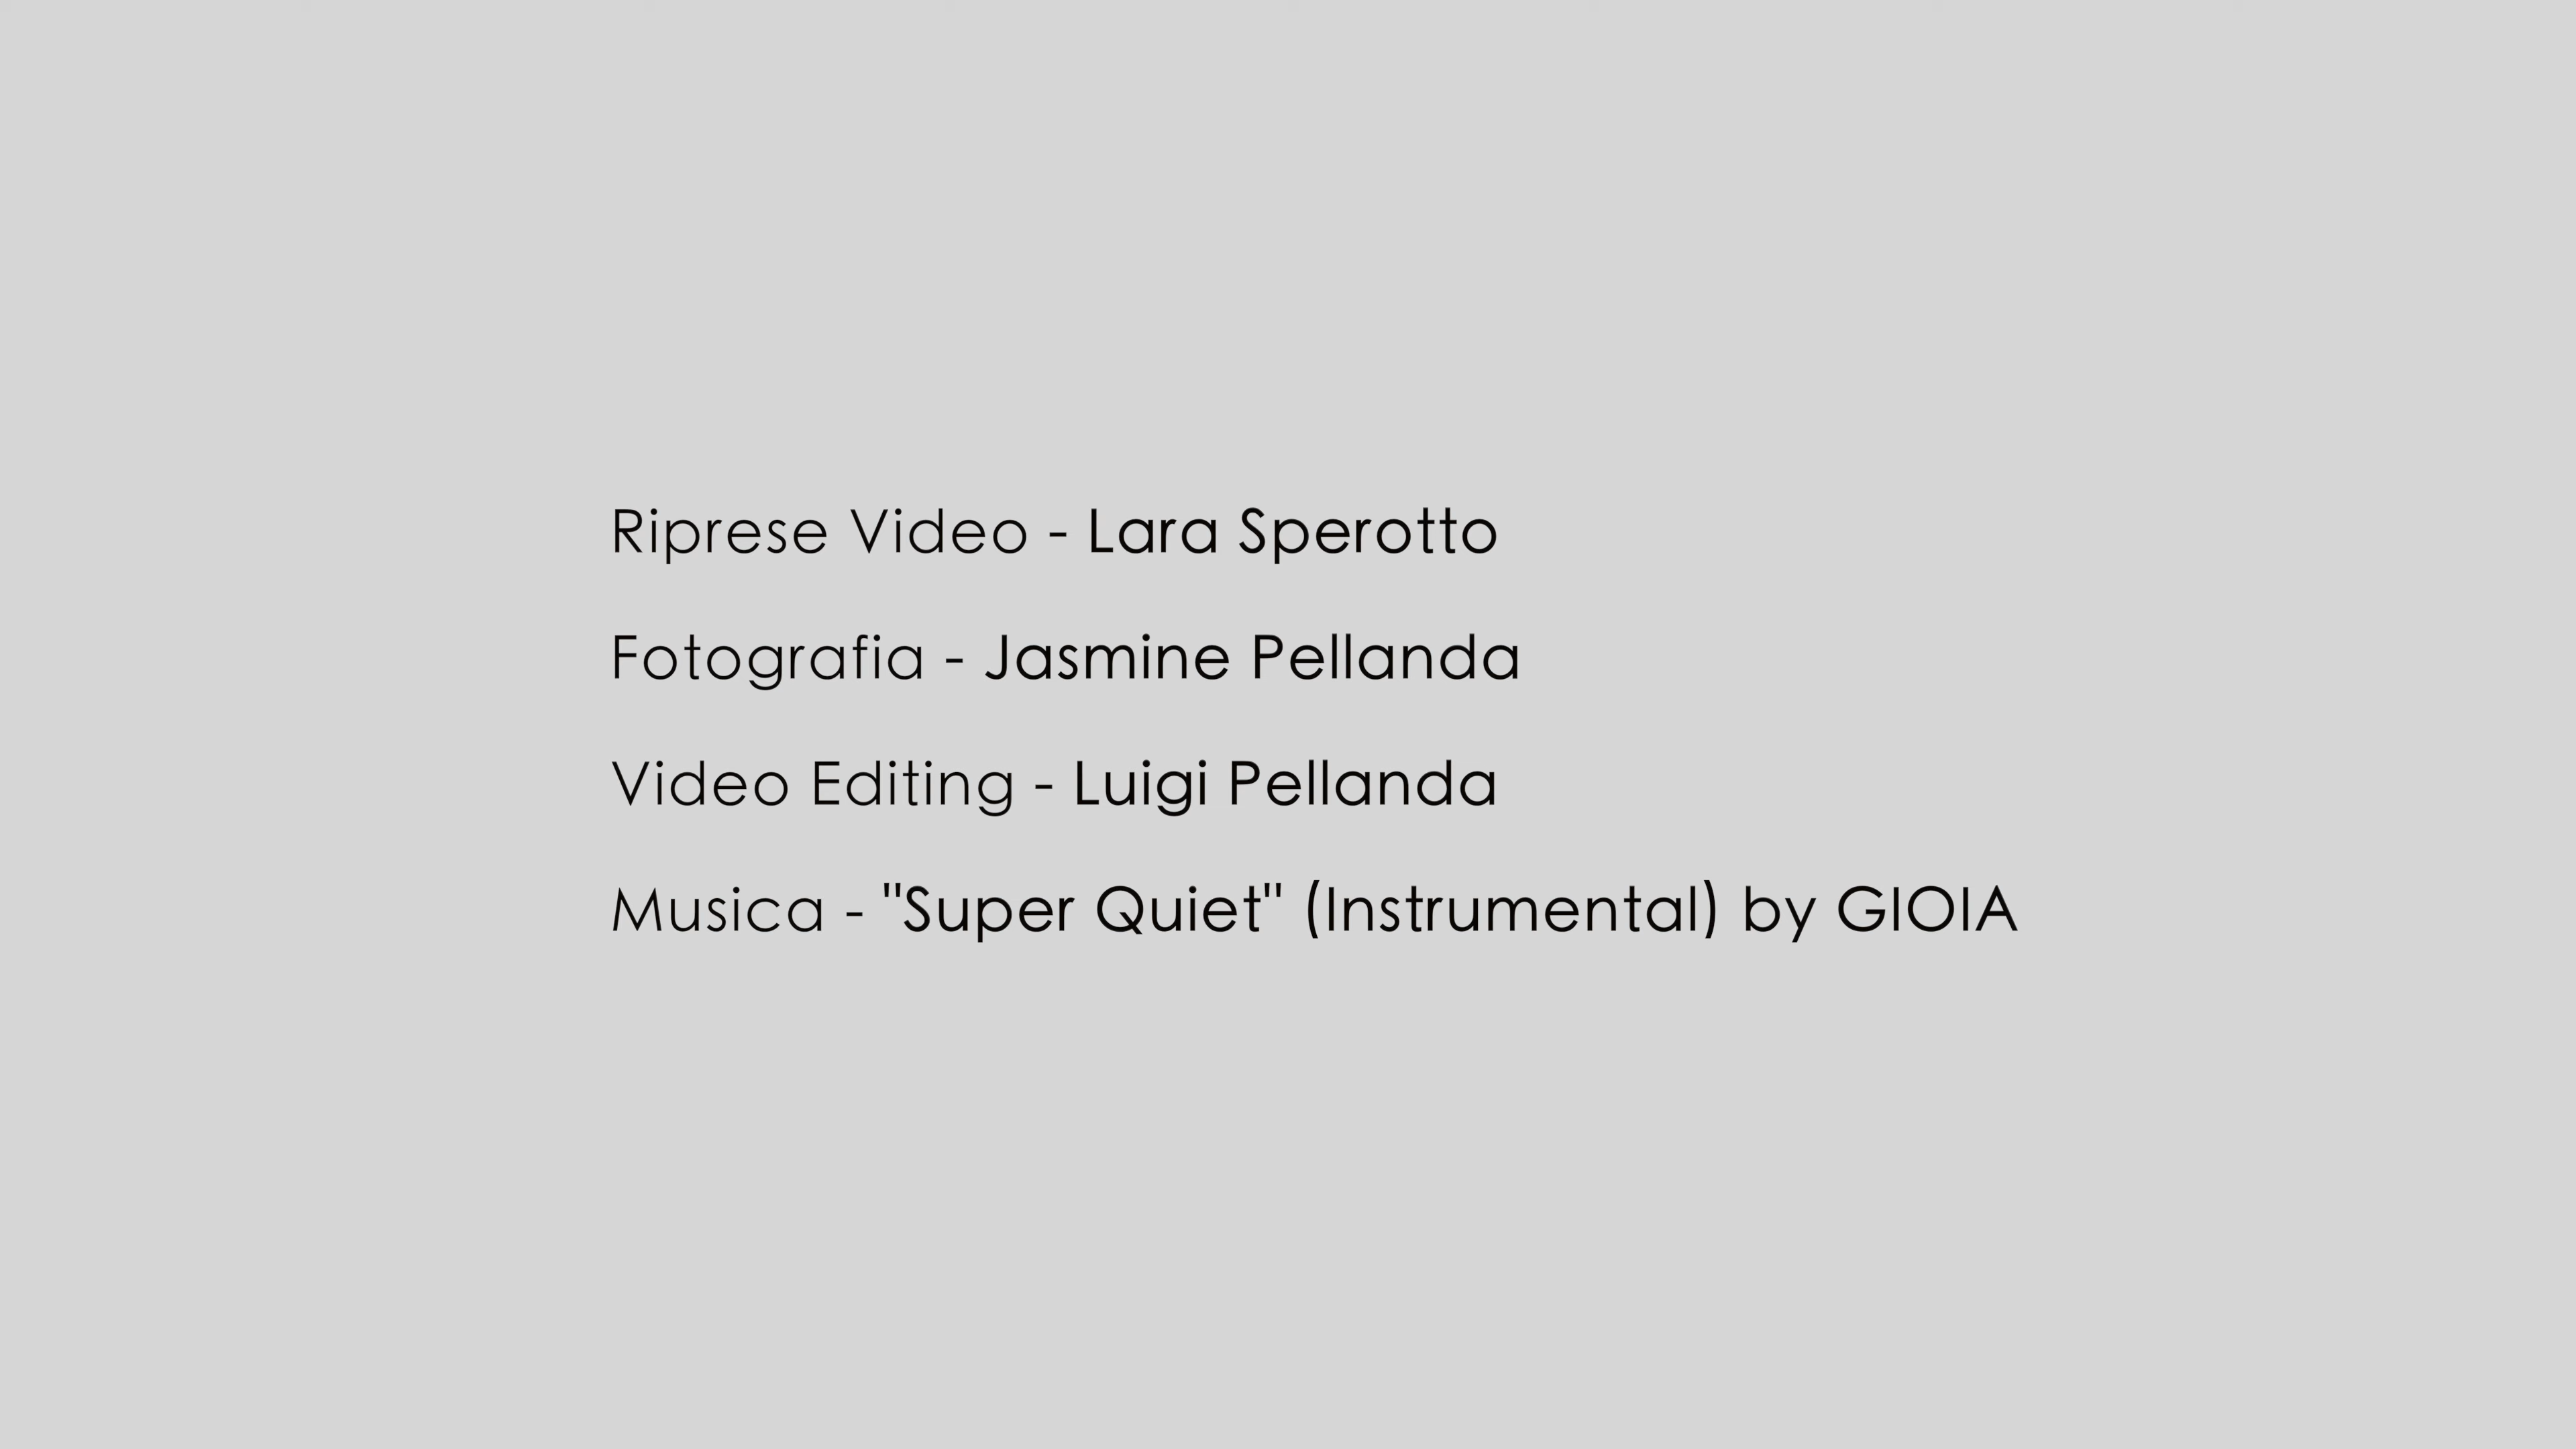 Riprese Video - Lara Sperotto
Fotografia - Jasmine Pellanda
Video Editing - Luigi Pellanda
Musica - "Super Quiet" (Instrumental) by GIOIA